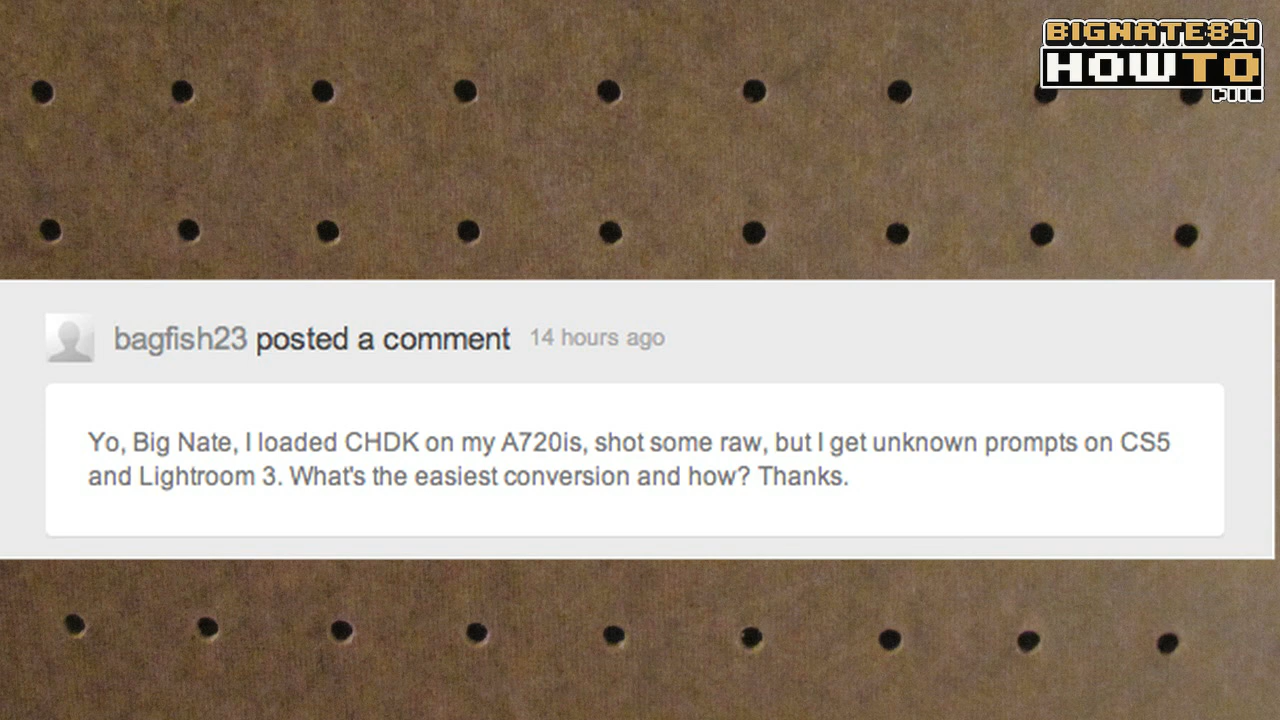 BIGNATE84
HOWTO
bagfish23 posted a comment 14 hours ago
Yo, Big Nate, I loaded CHDK on my A720is, shot some raw, but I get unknown prompts on CS5
and Lightroom 3. What's the easiest conversion and how? Thanks.